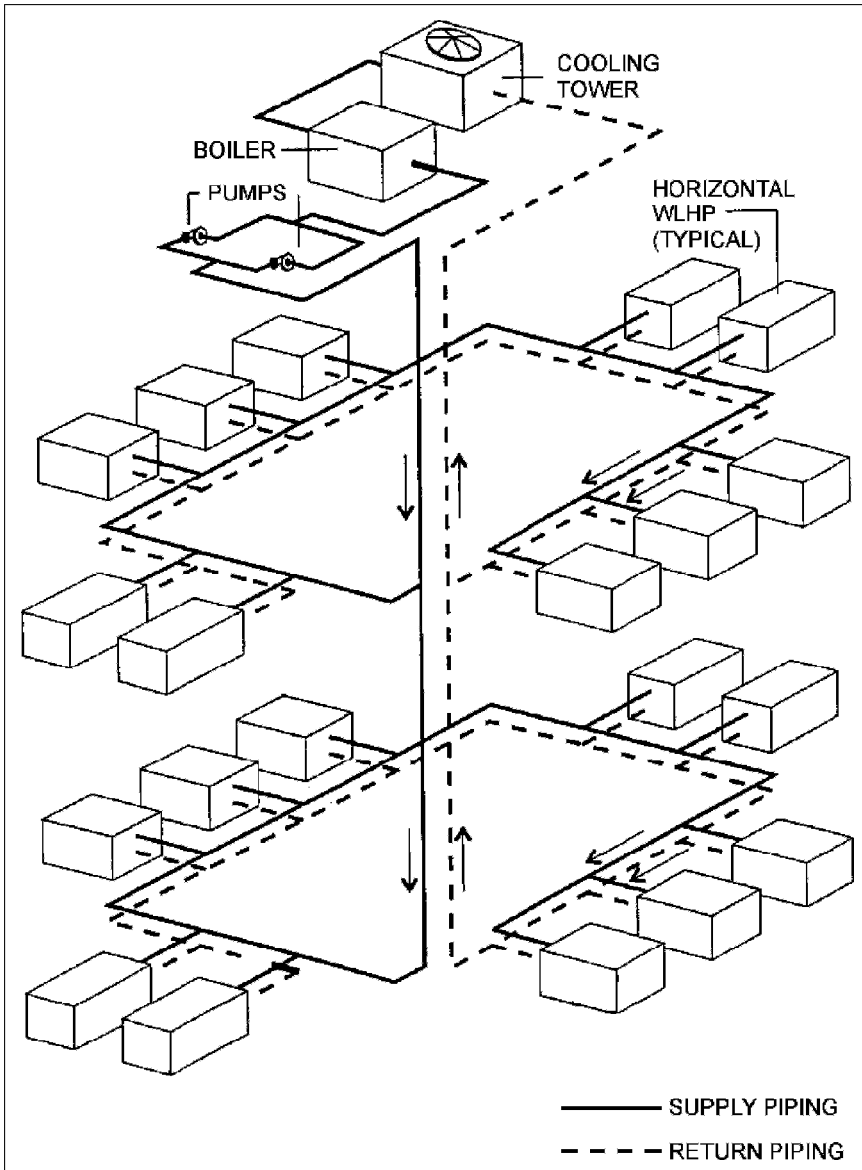 COOLING
TOWER
BOILER
PUMPS
HORIZONTAL
WLHP
(TYPICAL)
SUPPLY PIPING
RETURN PIPING